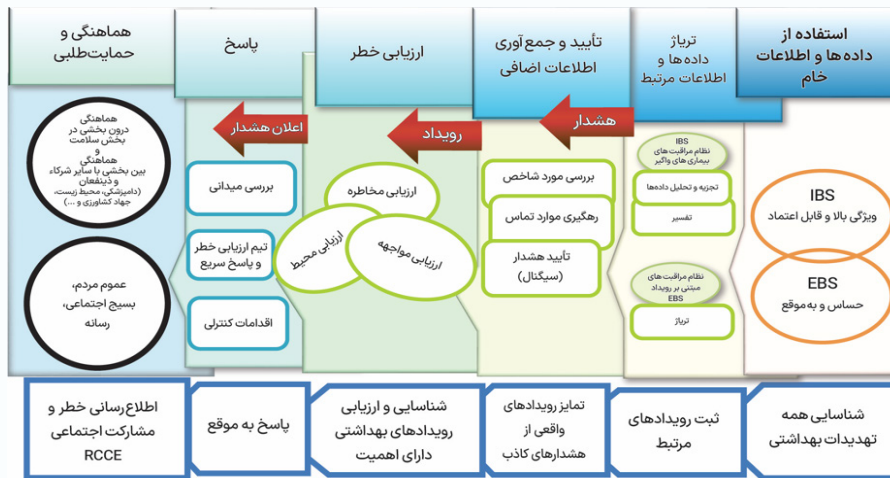 استفاده از
داده‌ها و اطلاعات
خام
تریاژ
داده‌ها و
اطلاعات مرتبط
تأیید و جمع‌آوری
اطلاعات اضافی
ارزیابی خطر
پاسخ
هماهنگی و
حمایت‌طلبی
هشدار
رویداد
اعلان هشدار
IBS
ویژگی بالا و قابل اعتماد
EBS
حساس و به‌موقع
IBS
نظام مراقبت‌های
بیماری‌های واگیر
تجزیه و تحلیل داده‌ها
تفسیر
نظام مراقبت‌های
مبتنی بر رویداد
EBS
تریاژ
بررسی مورد شاخص
رهگیری موارد تماس
تأیید هشدار
(سیگنال)
ارزیابی مخاطره
ارزیابی محیط
ارزیابی مواجهه
بررسی میدانی
تیم ارزیابی خطر
و پاسخ سریع
اقدامات کنترلی
هماهنگی
درون بخشی در
بخش سلامت
و
هماهنگی
بین بخشی با سایر شرکاء
و ذینفعان
(دامپزشکی، محیط زیست،
جهاد کشاورزی و ...)
عموم مردم،
بسیج اجتماعی،
رسانه
شناسایی همه
تهدیدات بهداشتی
ثبت رویدادهای
مرتبط
تمایز رویدادهای
واقعی از
هشدارهای کاذب
شناسایی و ارزیابی
رویدادهای بهداشتی
دارای اهمیت
پاسخ به موقع
اطلاع‌رسانی خطر و
مشارکت اجتماعی
RCCE